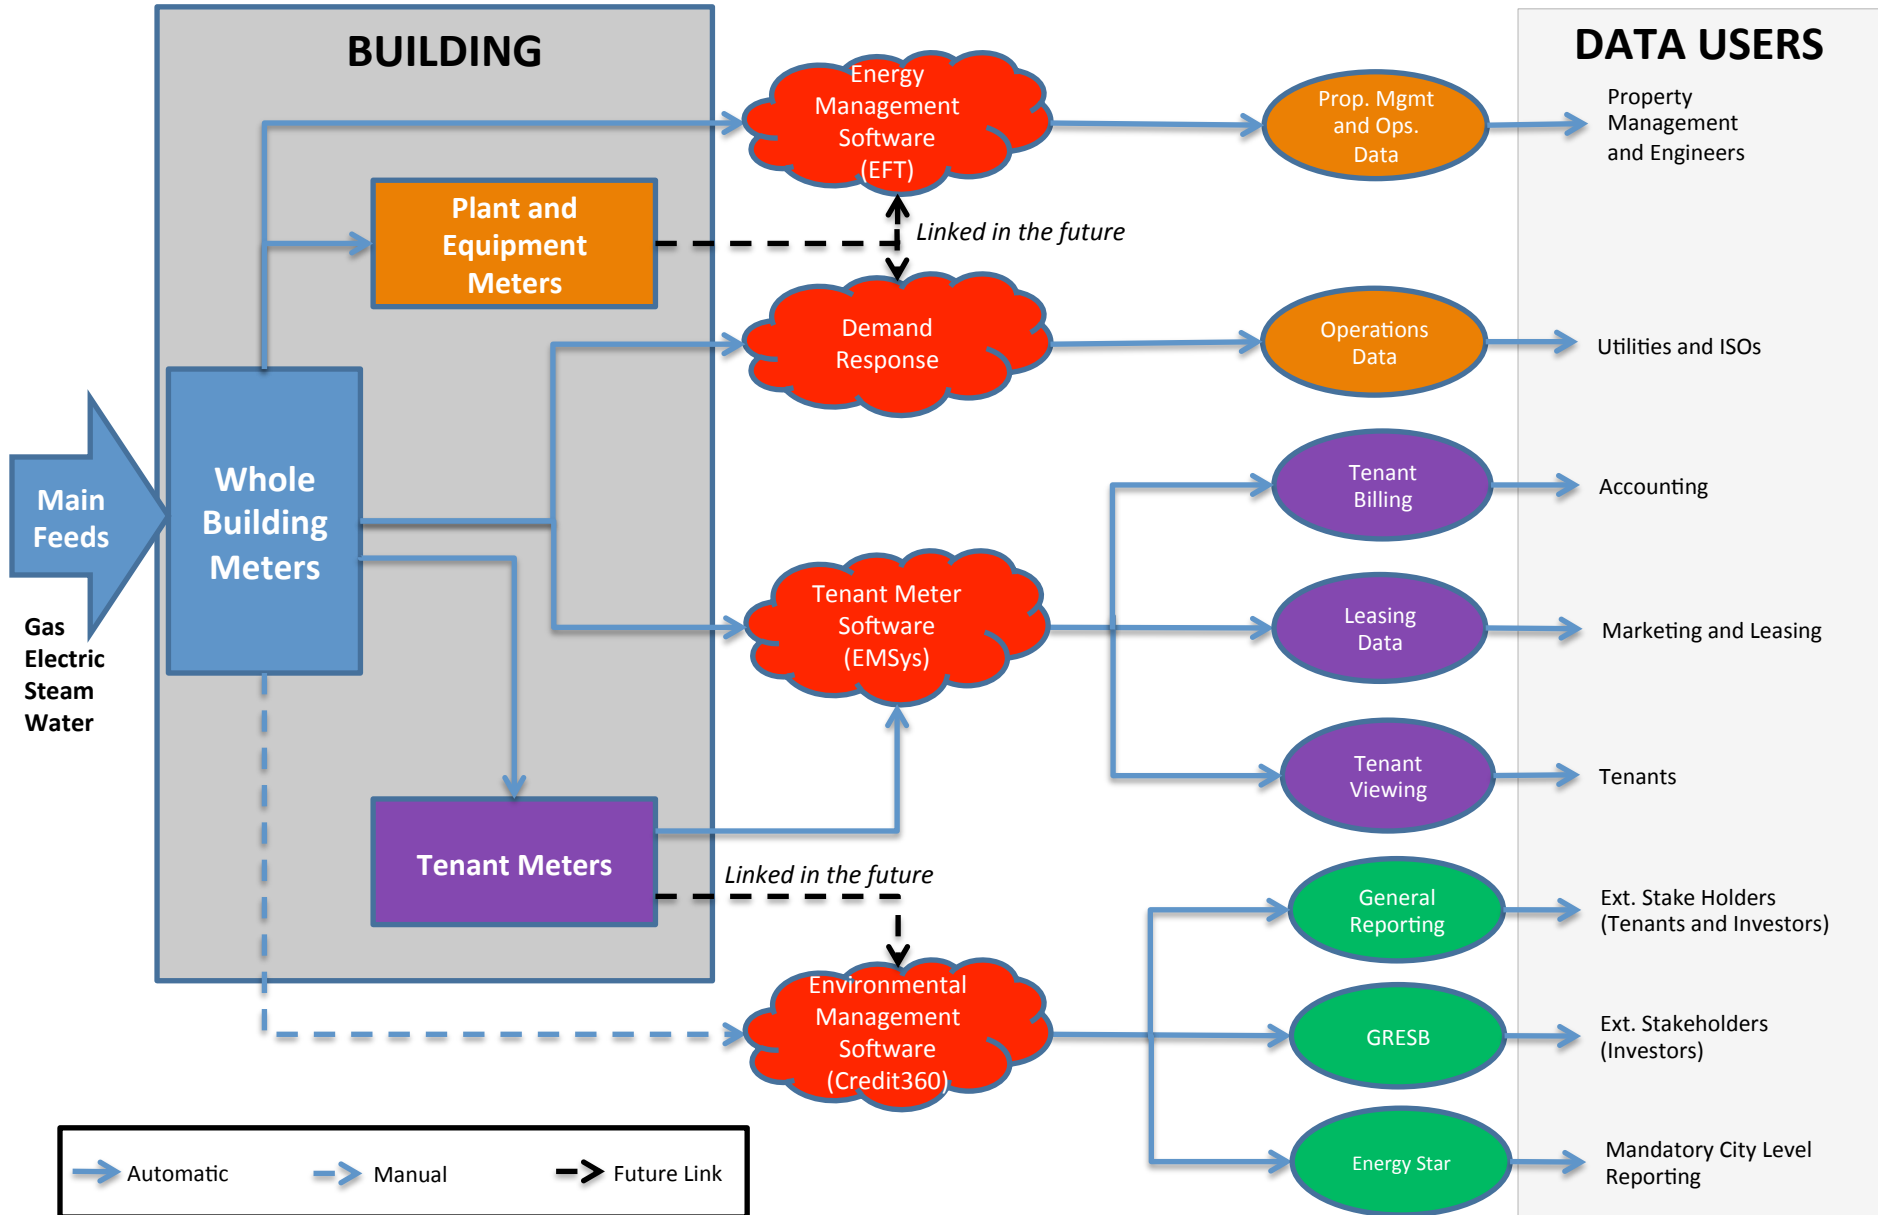 BUILDING
DATA USERS
Energy
Management
Software
(EFT)
Prop. Mgmt
and Ops.
Data
Property
Management
and Engineers
Plant and
Equipment
Meters
Linked in the future
Demand
Response
Operations
Data
Utilities and ISOs
Main
Feeds
Whole
Building
Meters
Gas
Electric
Steam
Water
Tenant
Billing
Accounting
Tenant Meter
Software
(EMSys)
Leasing
Data
Marketing and Leasing
Tenant
Viewing
Tenants
Tenant Meters
Linked in the future
General
Reporting
Ext. Stake Holders
(Tenants and Investors)
Environmental
Management
Software
(Credit360)
GRESB
Ext. Stakeholders
(Investors)
Energy Star
Mandatory City Level
Reporting
Automatic
Manual
Future Link